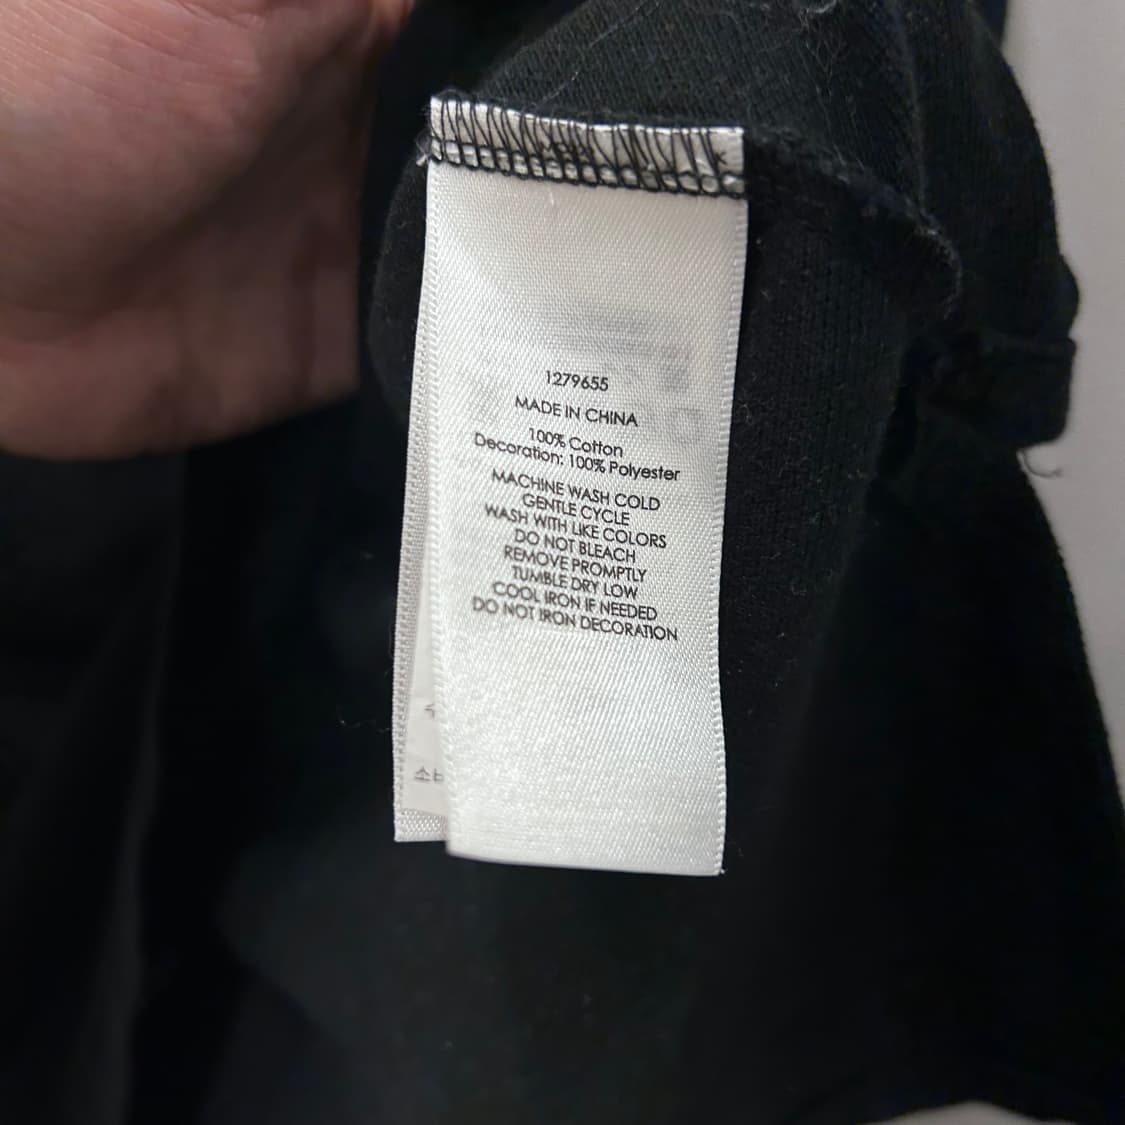 1279655
MADE IN CHINA
100% Cotton
Decoration: 100% Polyester
MACHINE WASH COLD
GENTLE CYCLE
WASH WITH LIKE COLORS
DO NOT BLEACH
REMOVE PROMPTLY
TUMBLE DRY LOW
COOL IRON IF NEEDED
DO NOT IRON DECORATION